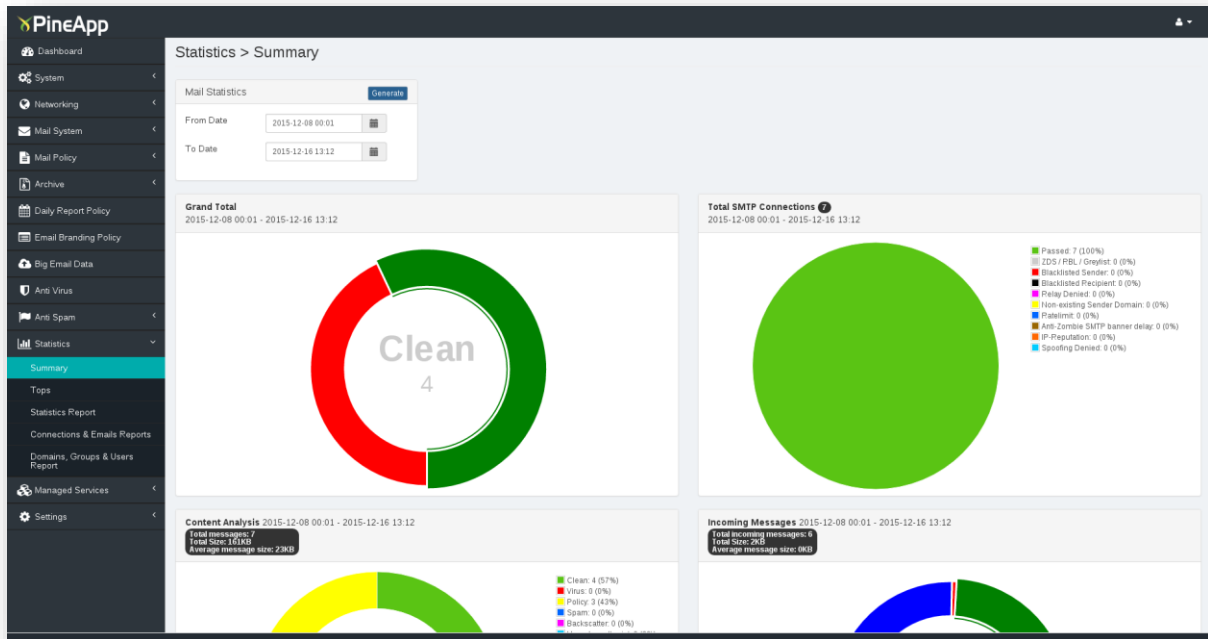 PineApp
Dashboard
System
Networking
Mail System
Mail Policy
Archive
Daily Report Policy
Email Branding Policy
Big Email Data
Anti Virus
Anti Spam
Statistics
Summary
Tops
Statistics Report
Connections & Emails Reports
Domains, Groups & Users
Report
Managed Services
Settings
Statistics > Summary
Mail Statistics
Generate
From Date
2015-12-08 00:01
To Date
2015-12-16 13:12
Grand Total
2015-12-08 00:01 - 2015-12-16 13:12
Clean
4
Total SMTP Connections 7
2015-12-08 00:01 - 2015-12-16 13:12
Passed: 7 (100%)
ZDS / RBL / Greylist: 0 (0%)
Blacklisted Sender: 0 (0%)
Blacklisted Recipient: 0 (0%)
Relay Denied: 0 (0%)
Non-existing Sender Domain: 0 (0%)
Ratelimit: 0 (0%)
Anti-Zombie SMTP banner delay: 0 (0%)
IP-Reputation: 0 (0%)
Spoofing Denied: 0 (0%)
Content Analysis 2015-12-08 00:01 - 2015-12-16 13:12
Total messages: 7
Total Size: 161KB
Average message size: 23KB
Clean: 4 (57%)
Virus: 0 (0%)
Policy: 3 (43%)
Spam: 0 (0%)
Backscatter: 0 (0%)
Incoming Messages 2015-12-08 00:01 - 2015-12-16 13:12
Total incoming messages: 6
Total Size: 2KB
Average message size: 0KB